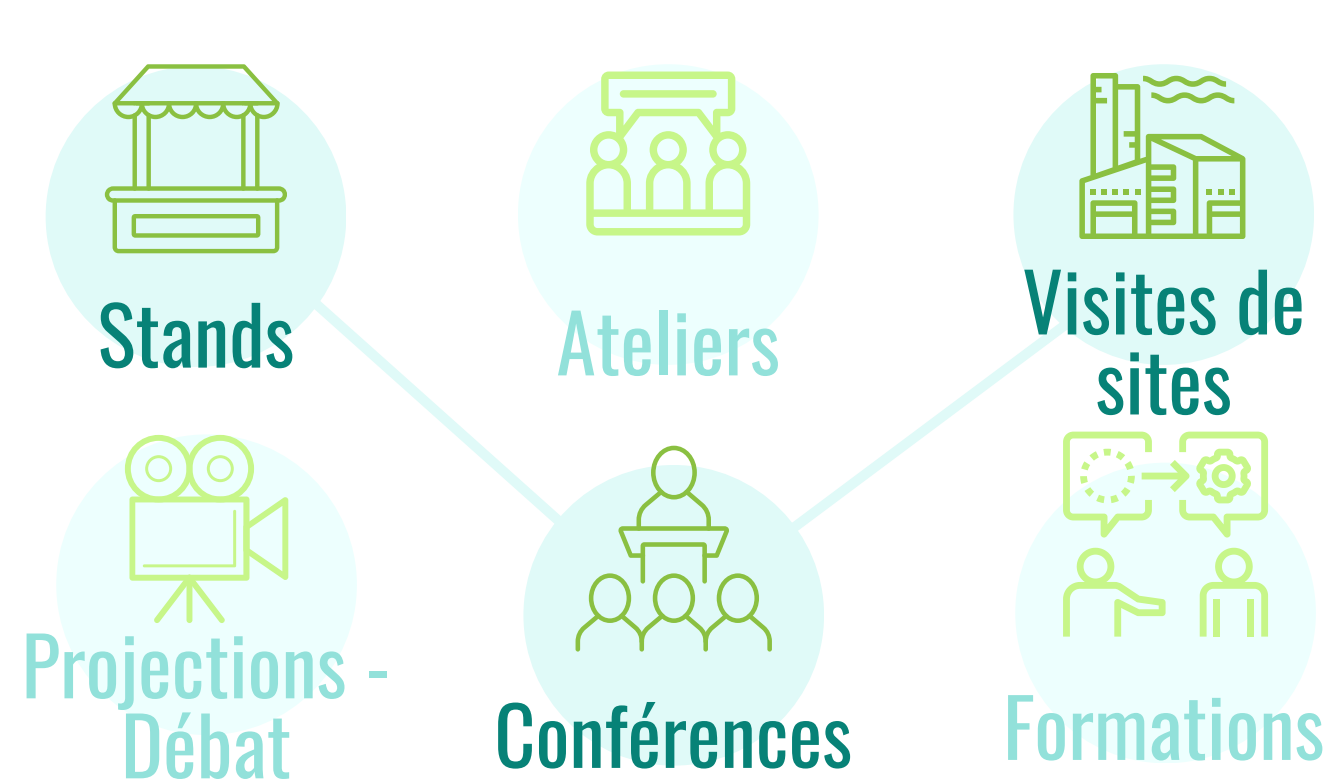 Stands
Ateliers
Visites de
sites
Projections -
Débat
Conférences
Formations